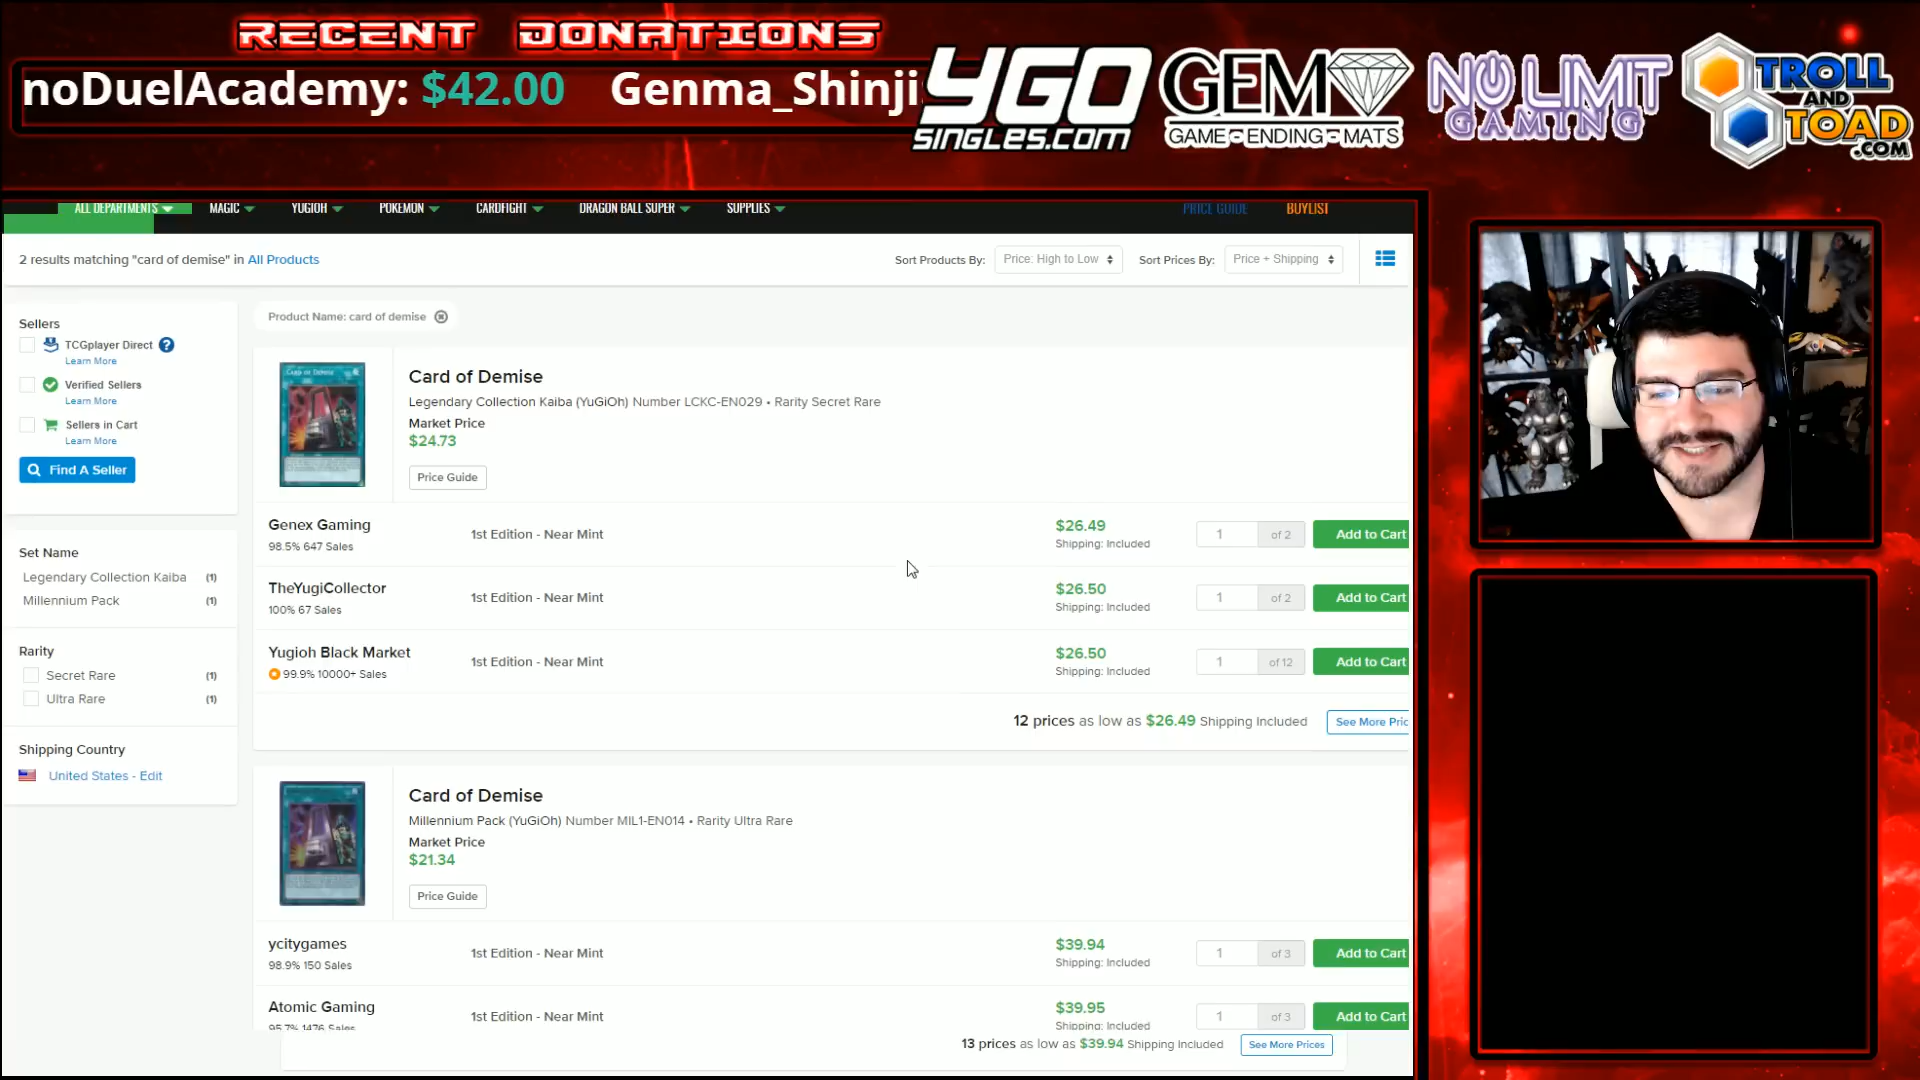 RECENT DONATIONS
noDuelAcademy: $42.00 Genma_Shinji
YGO
SINGLES.COM
GEM
GAME-ENDING-MATS
NO LIMIT
GAMING
TROLL
AND
TOAD
.COM
ALL DEPARTMENTS MAGIC YUGIOH POKEMON CARDFIGHT DRAGON BALL SUPER SUPPLIES PRICE GUIDE BUYLIST
2 results matching "card of demise" in All Products
Sort Products By: Price: High to Low Sort Prices By: Price + Shipping
Product Name: card of demise
Sellers
TCGplayer Direct ?
Learn More
Verified Sellers
Learn More
Sellers in Cart
Learn More
Find A Seller
Set Name
Legendary Collection Kaiba (1)
Millennium Pack (1)
Rarity
Secret Rare (1)
Ultra Rare (1)
Shipping Country
United States - Edit
CARD OF DEMISE
Card of Demise
Legendary Collection Kaiba (YuGiOh) Number LCKC-EN029 • Rarity Secret Rare
Market Price
$24.73
Price Guide
Genex Gaming
98.5% 647 Sales
1st Edition - Near Mint
$26.49
Shipping: Included
1 of 2
Add to Cart
TheYugiCollector
100% 67 Sales
1st Edition - Near Mint
$26.50
Shipping: Included
1 of 2
Add to Cart
Yugioh Black Market
99.9% 10000+ Sales
1st Edition - Near Mint
$26.50
Shipping: Included
1 of 12
Add to Cart
12 prices as low as $26.49 Shipping Included
See More Pric
Card of Demise
Millennium Pack (YuGiOh) Number MIL1-EN014 • Rarity Ultra Rare
Market Price
$21.34
Price Guide
ycitygames
98.9% 150 Sales
1st Edition - Near Mint
$39.94
Shipping: Included
1 of 3
Add to Cart
Atomic Gaming
95.7% 1476 Sales
1st Edition - Near Mint
$39.95
Shipping: Included
1 of 3
Add to Cart
13 prices as low as $39.94 Shipping Included
See More Prices